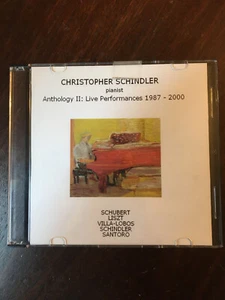 CHRISTOPHER SCHINDLER
pianist
Anthology II: Live Performances 1987 - 2000
SCHUBERT
LISZT
VILLA-LOBOS
SCHINDLER
SANTORO